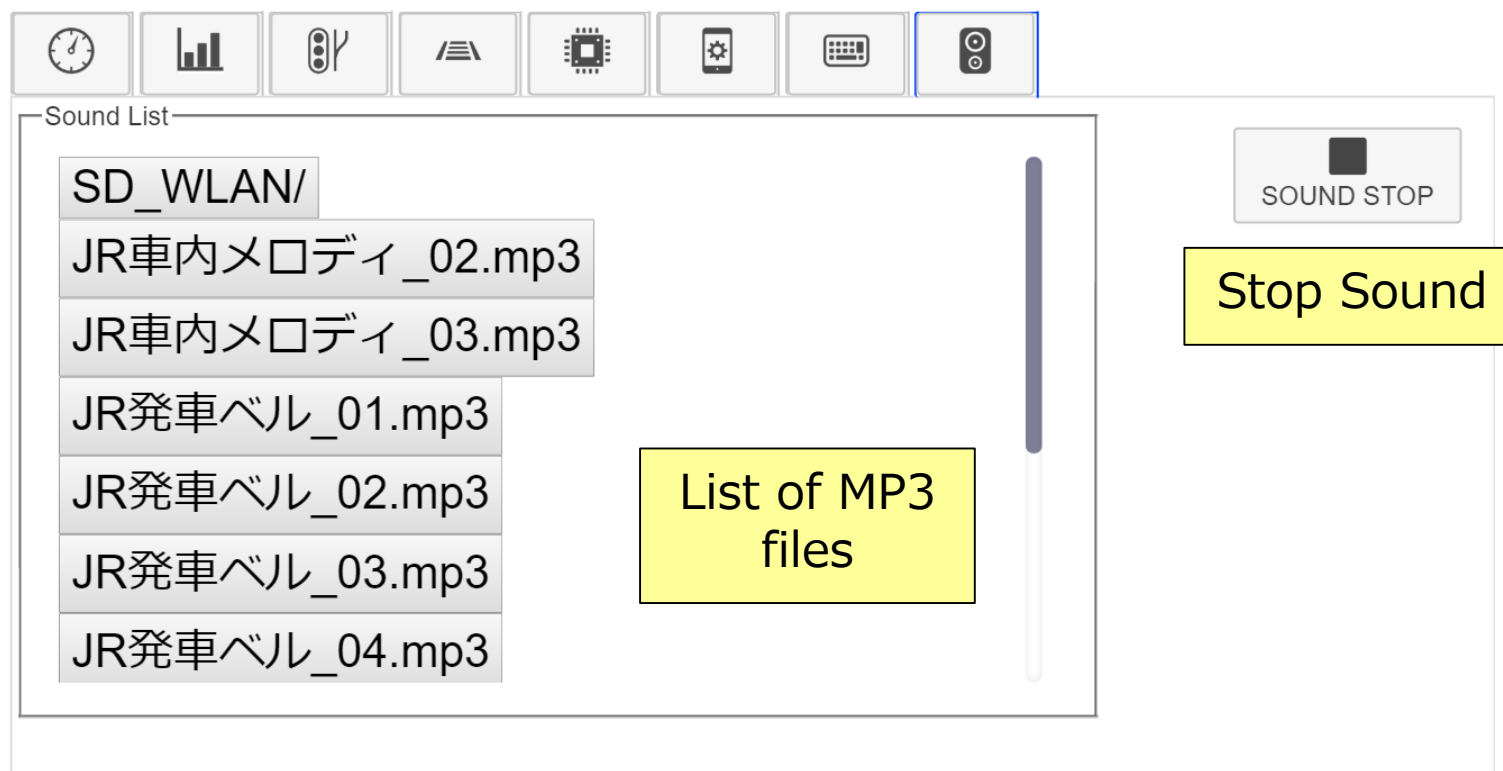 Sound List
SD_WLAN/
JR車内メロディ_02.mp3
JR車内メロディ_03.mp3
JR発車ベル_01.mp3
JR発車ベル_02.mp3
JR発車ベル_03.mp3
JR発車ベル_04.mp3
List of MP3
files
SOUND STOP
Stop Sound